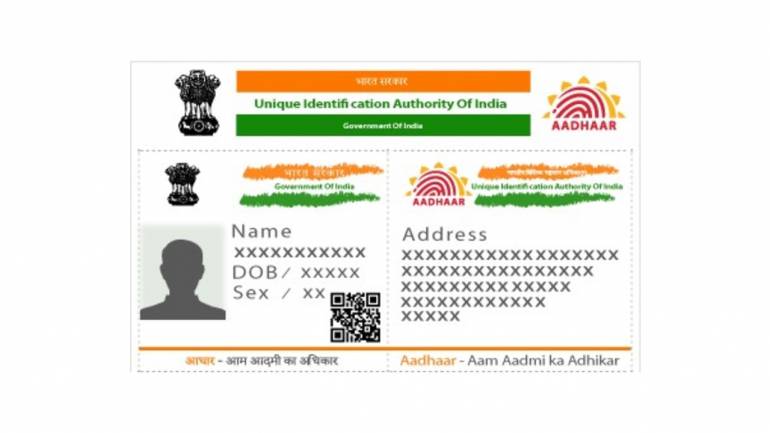 भारत सरकार
Unique Identification Authority Of India
Government Of India
AADHAAR
भारत सरकार
Government Of India
Name
XXXXXXXXXXX
DOB/ XXXXX
Sex / XX
AADHAAR
Unique Identification Authority Of India
Address
XXXXXXXXXXXXXXXXXX
XXXXXXXXXXXXXXXX
XXXXXXXXX XXXXX
XXXXXXXXXXXX
XXXXX
आधार - आम आदमी का अधिकार
Aadhaar - Aam Aadmi ka Adhikar